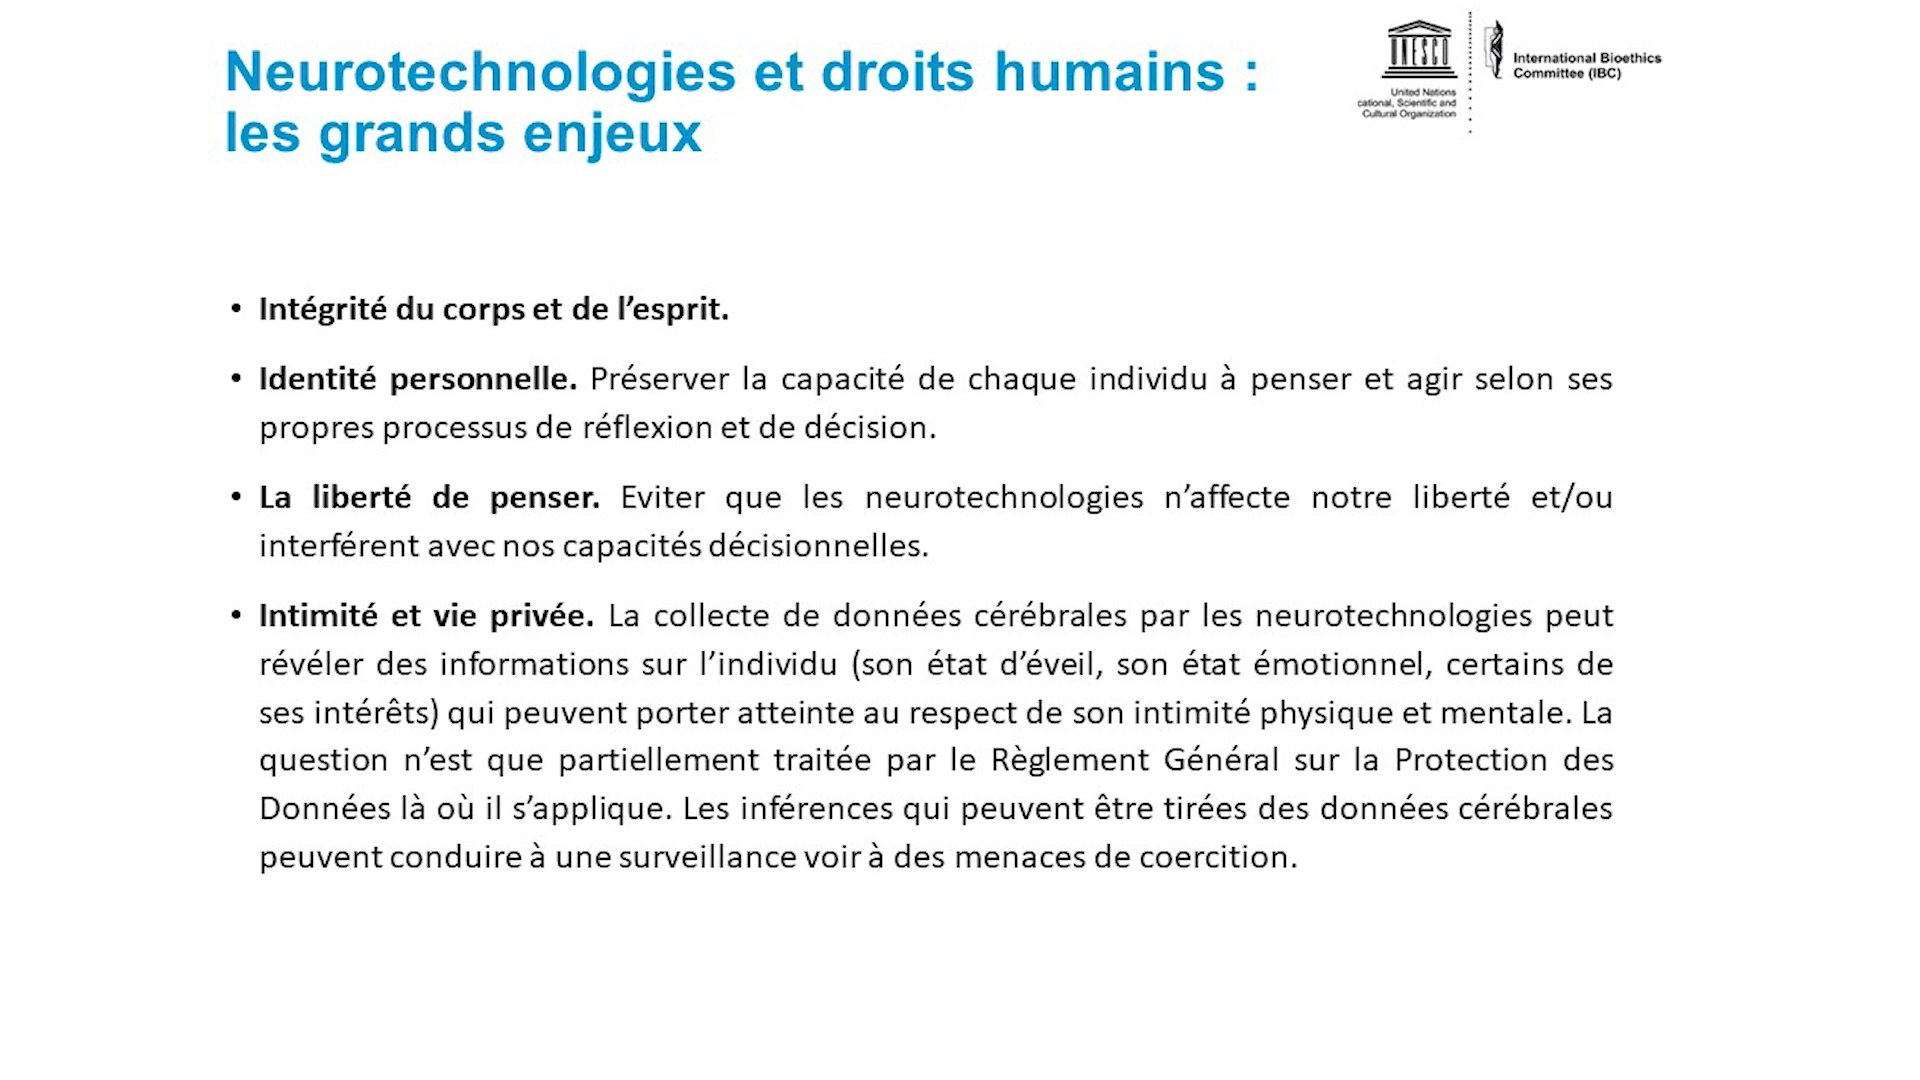 Neurotechnologies et droits humains :
les grands enjeux
UNESCO
United Nations
cational, Scientific and
Cultural Organization
International Bioethics
Committee (IBC)
• Intégrité du corps et de l’esprit.
• Identité personnelle. Préserver la capacité de chaque individu à penser et agir selon ses
propres processus de réflexion et de décision.
• La liberté de penser. Eviter que les neurotechnologies n’affecte notre liberté et/ou
interférent avec nos capacités décisionnelles.
• Intimité et vie privée. La collecte de données cérébrales par les neurotechnologies peut
révéler des informations sur l’individu (son état d’éveil, son état émotionnel, certains de
ses intérêts) qui peuvent porter atteinte au respect de son intimité physique et mentale. La
question n’est que partiellement traitée par le Règlement Général sur la Protection des
Données là où il s’applique. Les inférences qui peuvent être tirées des données cérébrales
peuvent conduire à une surveillance voir à des menaces de coercition.